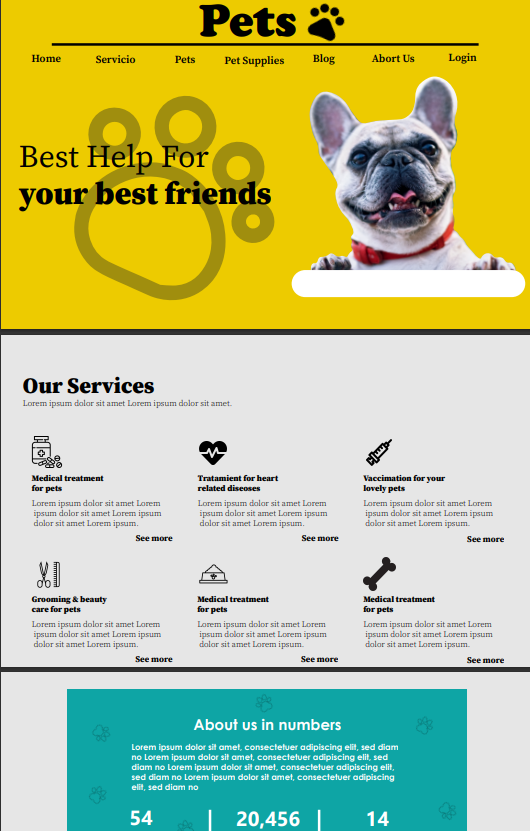 Pets
Home Servicio Pets Pet Supplies Blog Abort Us Login
Best Help For
your best friends
Our Services
Lorem ipsum dolor sit amet Lorem ipsum dolor sit amet.
Medical treatment
for pets
Lorem ipsum dolor sit amet Lorem
ipsum dolor sit amet Lorem ipsum
dolor sit amet Lorem ipsum.
See more
Tratamient for heart
related diseases
Lorem ipsum dolor sit amet Lorem
ipsum dolor sit amet Lorem ipsum
dolor sit amet Lorem ipsum.
See more
Vaccimation for your
lovely pets
Lorem ipsum dolor sit amet Lorem
ipsum dolor sit amet Lorem ipsum
dolor sit amet Lorem ipsum.
See more
Grooming & beauty
care for pets
Lorem ipsum dolor sit amet Lorem
ipsum dolor sit amet Lorem ipsum
dolor sit amet Lorem ipsum.
See more
Medical treatment
for pets
Lorem ipsum dolor sit amet Lorem
ipsum dolor sit amet Lorem ipsum
dolor sit amet Lorem ipsum.
See more
Medical treatment
for pets
Lorem ipsum dolor sit amet Lorem
ipsum dolor sit amet Lorem ipsum
dolor sit amet Lorem ipsum.
See more
About us in numbers
Lorem ipsum dolor sit amet, consectetuer adipiscing elit, sed diam
no Lorem ipsum dolor sit amet, consectetuer adipiscing elit, sed
diam no Lorem ipsum dolor sit amet, consectetuer adipiscing elit,
sed diam no Lorem ipsum dolor sit amet, consectetuer adipiscing
elit, sed diam no
54 | 20,456 | 14